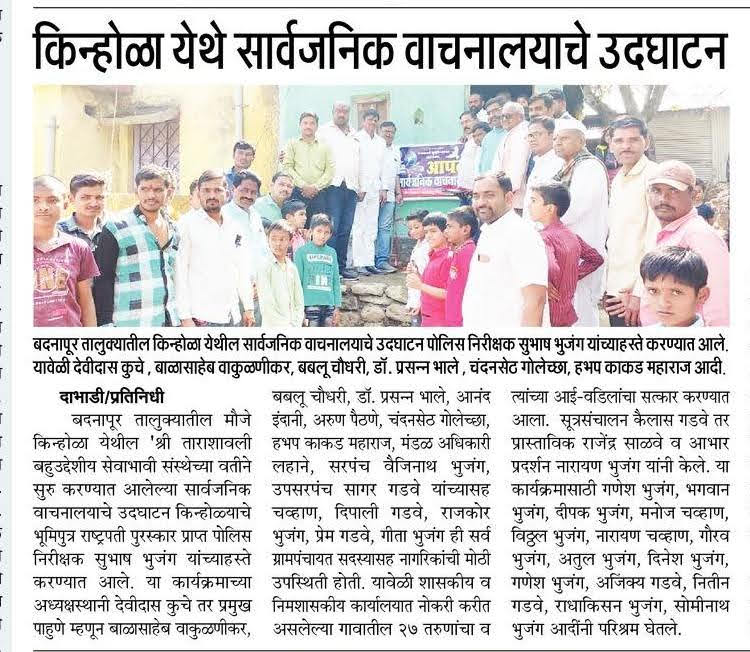 किन्होळा येथे सार्वजनिक वाचनालयाचे उदघाटन
आप
सार्वजनिक वाचना
बदनापूर तालुक्यातील किन्होळा येथील सार्वजनिक वाचनालयाचे उदघाटन पोलिस निरीक्षक सुभाष भुजंग यांच्याहस्ते करण्यात आले.
यावेळी देवीदास कुचे , बाळासाहेब वाकुळणीकर, बबलू चौधरी, डॉ. प्रसन्न भाले , चंदनसेठ गोलेच्छा, हभप काकड महाराज आदी.
दाभाडी/प्रतिनिधी
बदनापूर तालुक्यातील मौजे
किन्होळा येथील 'श्री ताराशावली
बहुउद्देशीय सेवाभावी संस्थेच्या वतीने
सुरु करण्यात आलेल्या सार्वजनिक
वाचनालयाचे उदघाटन किन्होळ्याचे
भूमिपुत्र राष्ट्रपती पुरस्कार प्राप्त पोलिस
निरीक्षक सुभाष भुजंग यांच्याहस्ते
करण्यात आले. या कार्यक्रमाच्या
अध्यक्षस्थानी देवीदास कुचे तर प्रमुख
पाहुणे म्हणून बाळासाहेब वाकुळणीकर,
बबलू चौधरी, डॉ. प्रसन्न भाले, आनंद
इंदानी, अरुण पैठणे, चंदनसेठ गोलेच्छा,
हभप काकड महाराज, मंडळ अधिकारी
लहाने, सरपंच वैजिनाथ भुजंग,
उपसरपंच सागर गडवे यांच्यासह
चव्हाण, दिपाली गडवे, राजकोर
भुजंग, प्रेम गडवे, गीता भुजंग ही सर्व
ग्रामपंचायत सदस्यासह नागरिकांची मोठी
उपस्थिती होती. यावेळी शासकीय व
निमशासकीय कार्यालयात नोकरी करीत
असलेल्या गावातील २७ तरुणांचा व
त्यांच्या आई-वडिलांचा सत्कार करण्यात
आला. सूत्रसंचालन कैलास गडवे तर
प्रास्ताविक राजेंद्र साळवे व आभार
प्रदर्शन नारायण भुजंग यांनी केले. या
कार्यक्रमासाठी गणेश भुजंग, भगवान
भुजंग, दीपक भुजंग, मनोज चव्हाण,
विठ्ठल भुजंग, नारायण चव्हाण, गौरव
भुजंग, अतुल भुजंग, दिनेश भुजंग,
गणेश भुजंग, अजिंक्य गडवे, नितीन
गडवे, राधाकिसन भुजंग, सोमीनाथ
भुजंग आदींनी परिश्रम घेतले.